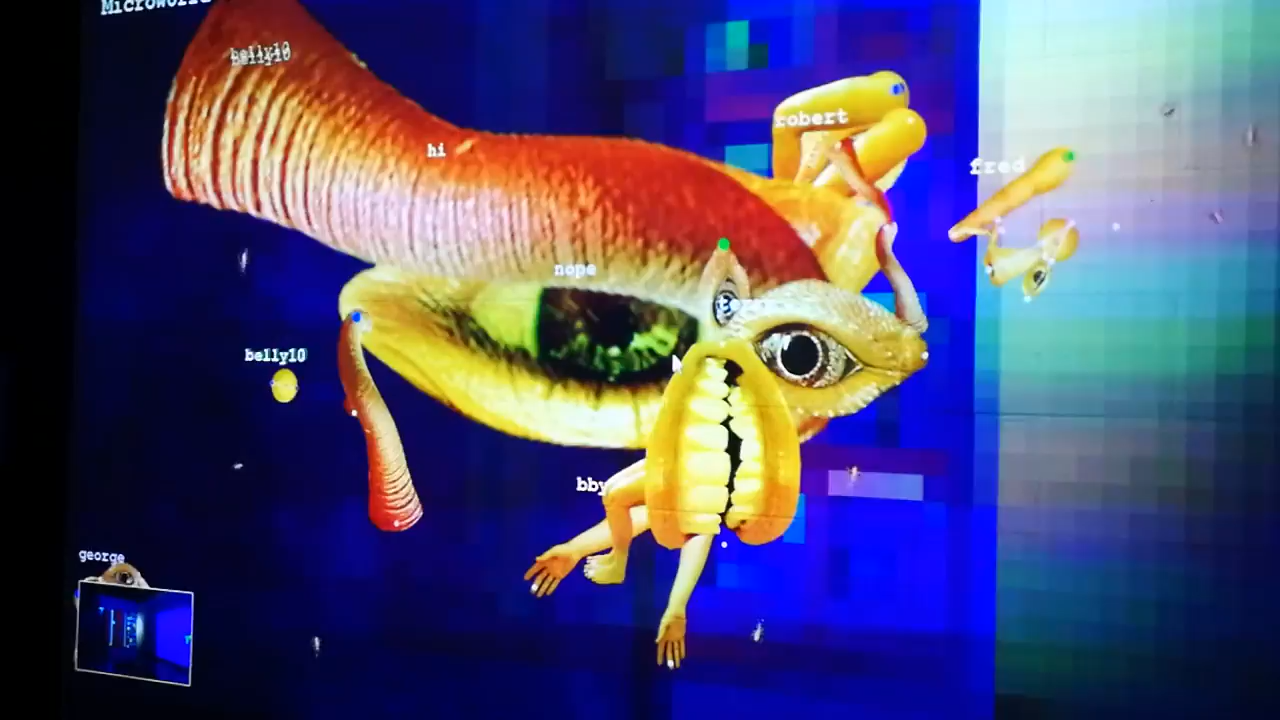 Microworld
belly10
robert
hi
fred
nope
belly10
bby
george